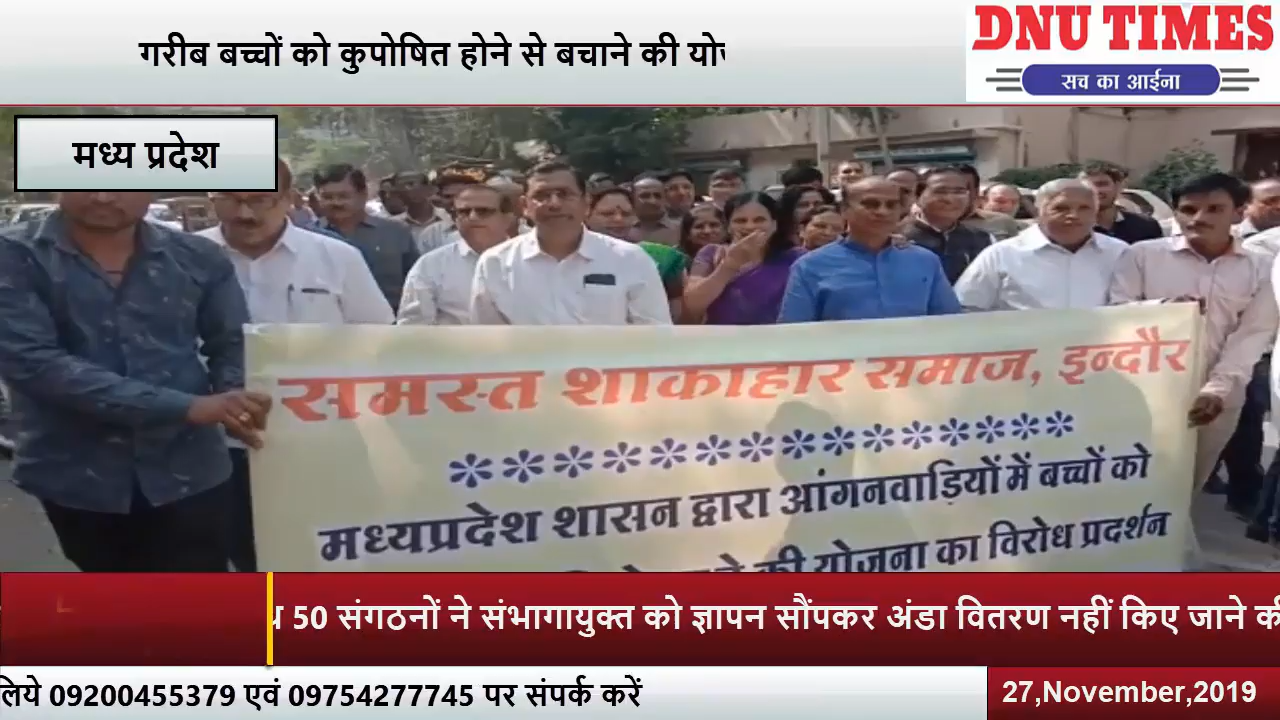 गरीब बच्चों को कुपोषित होने से बचाने की
DNU TIMES
सच का आईना
मध्य प्रदेश
समस्त शाकाहार समाज, इन्दौर
******************
मध्यप्रदेश शासन द्वारा आंगनवाड़ियों में बच्चों को
की योजना का विरोध प्रदर्शन
50 संगठनों ने संभागायुक्त को ज्ञापन सौंपकर अंडा वितरण नहीं किए जाने की
लिये 09200455379 एवं 09754277745 पर संपर्क करें
27,November,2019